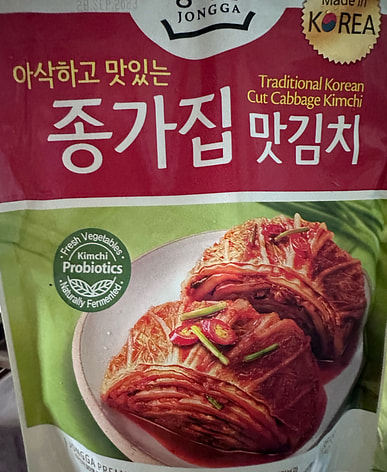 JONGGA
Made in
KOREA
아삭하고 맛있는
Traditional Korean
Cut Cabbage Kimchi
종가집 맛김치
Fresh Vegetables
Kimchi
Probiotics
Naturally Fermented
JONGGA